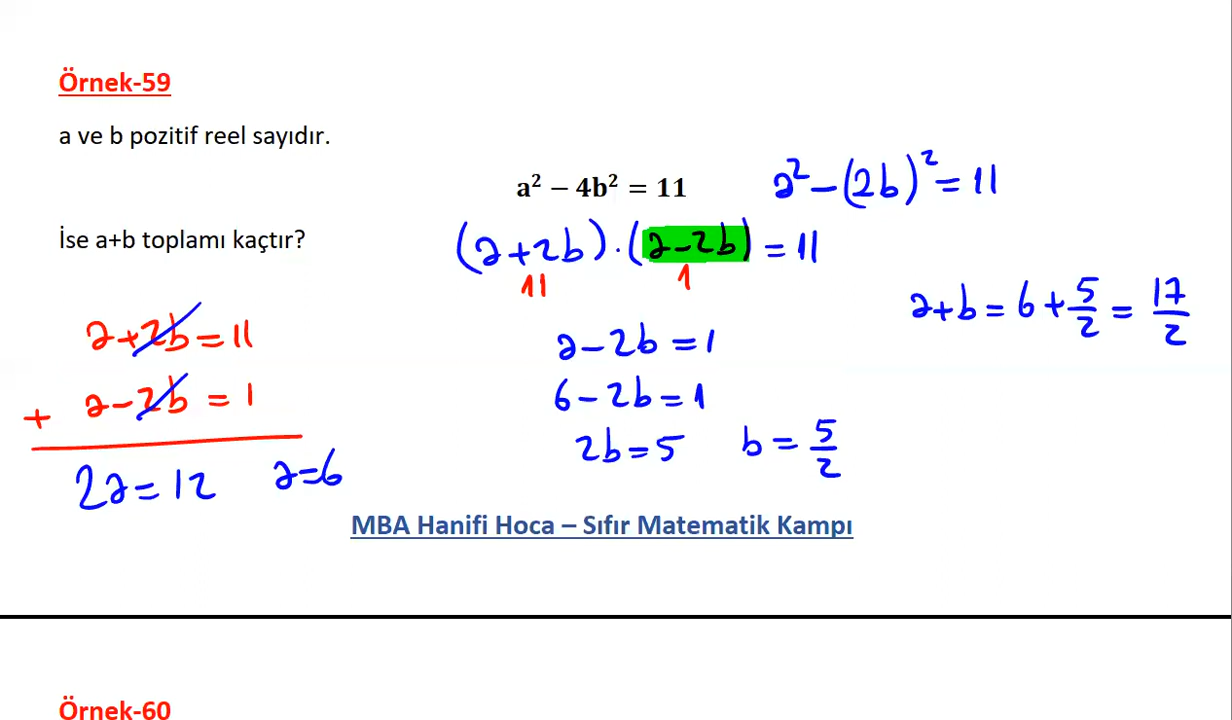 Örnek-59
a ve b pozitif reel sayıdır.
a² − 4b² = 11
a² − (2b)² = 11
İse a+b toplamı kaçtır?
(a + 2b) · (a − 2b) = 11
11 1
a + b = 6 + 5/2 = 17/2
a + 2b = 11
a − 2b = 1
+
2a = 12 a = 6
a − 2b = 1
6 − 2b = 1
2b = 5 b = 5/2
MBA Hanifi Hoca – Sıfır Matematik Kampı
Örnek-60